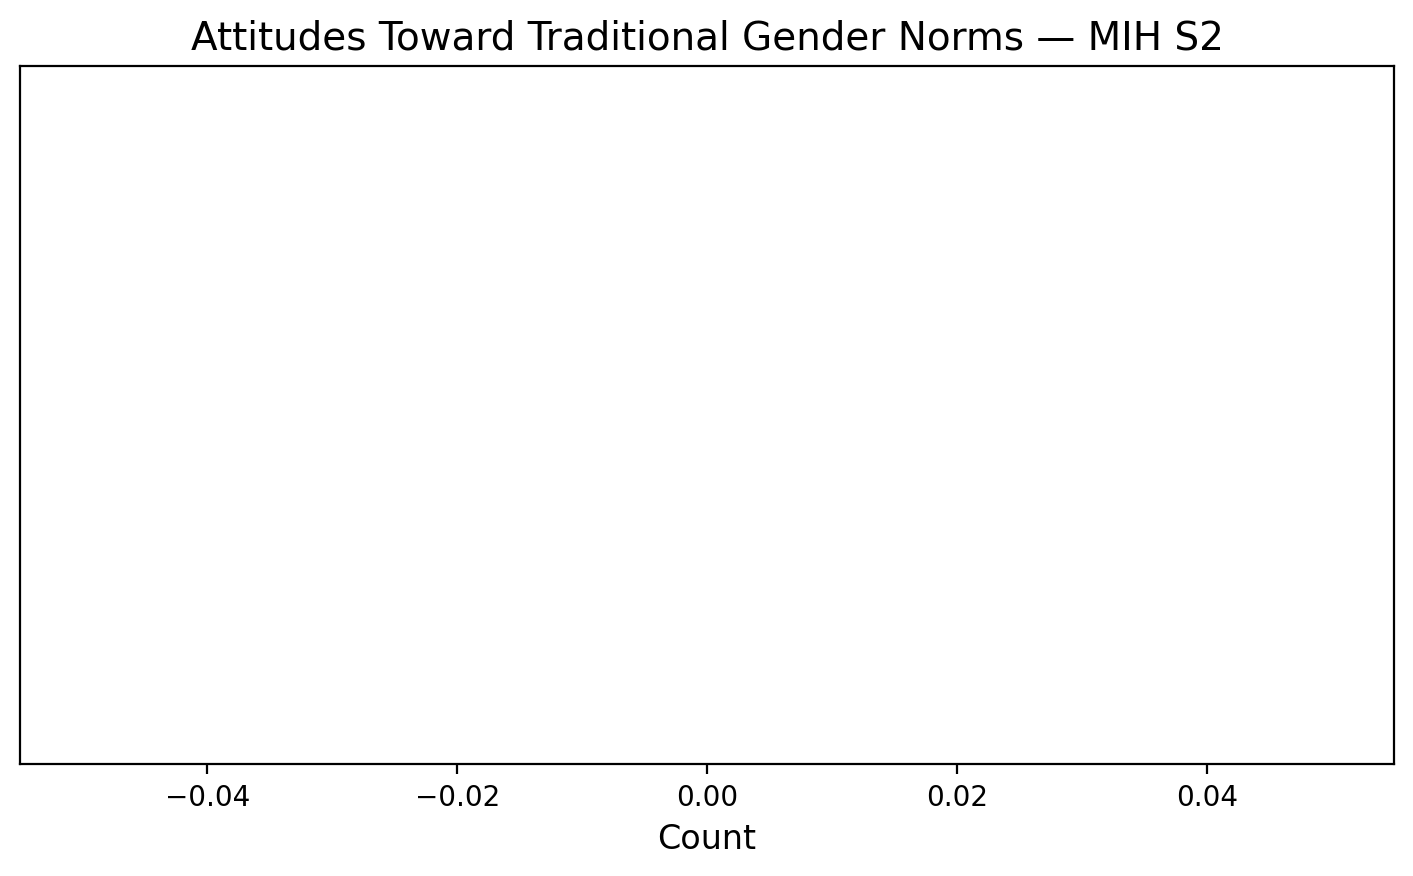 Attitudes Toward Traditional Gender Norms — MIH S2
−0.04 −0.02 0.00 0.02 0.04
Count